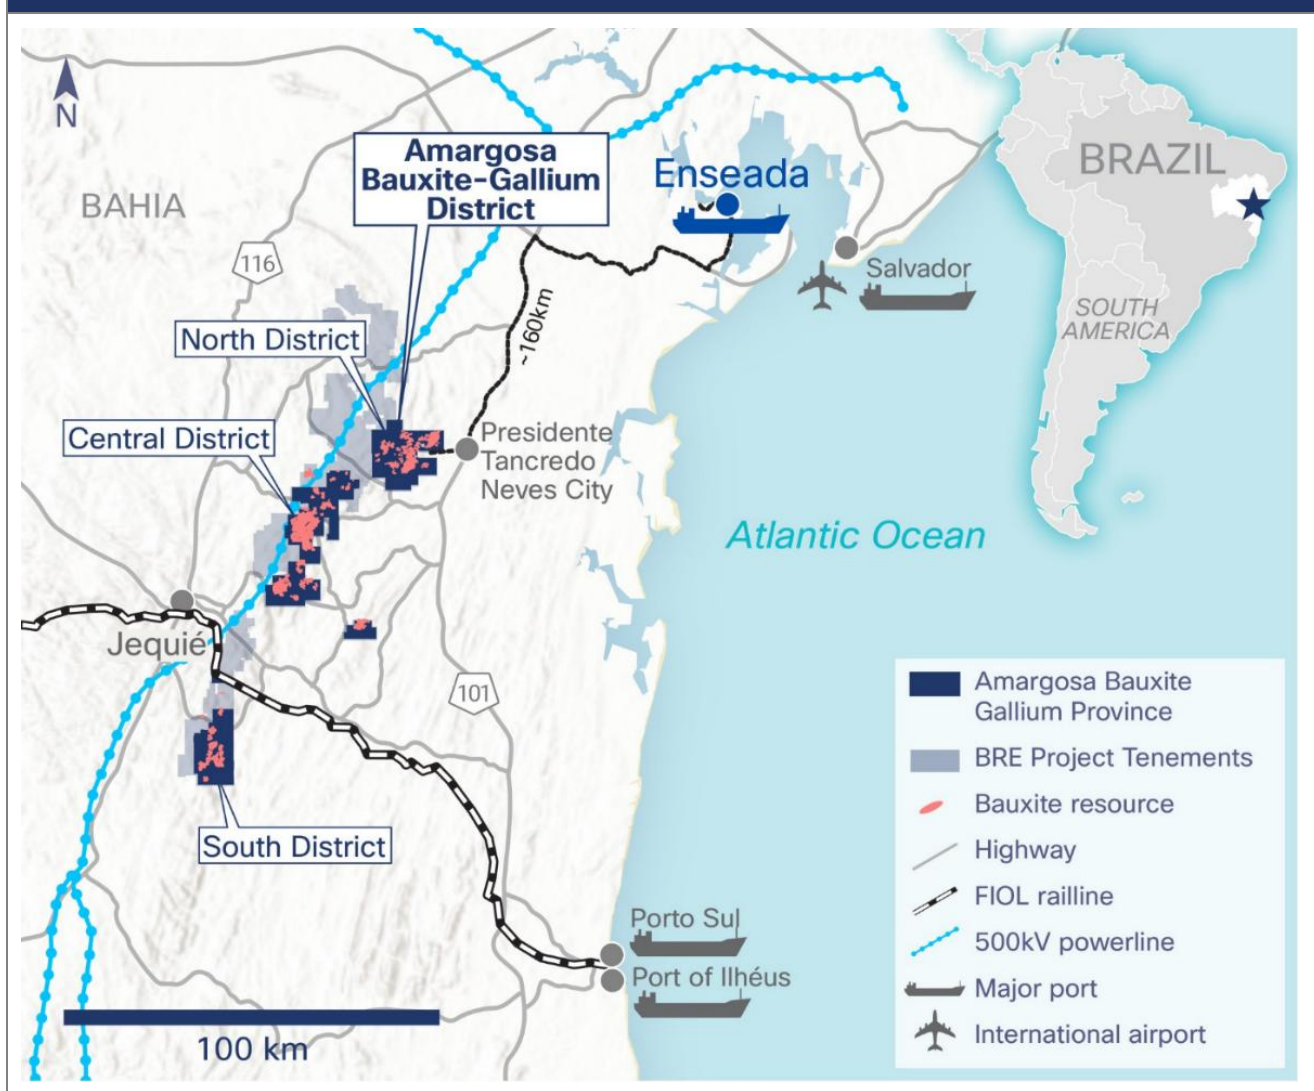 N
BAHIA
116
Amargosa
Bauxite-Gallium
District
Enseada
Salvador
BRAZIL
SOUTH
AMERICA
North District
~160km
Central District
Presidente
Tancredo
Neves City
Atlantic Ocean
Jequié
101
South District
Porto Sul
Port of Ilhéus
100 km
Amargosa Bauxite
Gallium Province
BRE Project Tenements
Bauxite resource
Highway
FIOL railline
500kV powerline
Major port
International airport